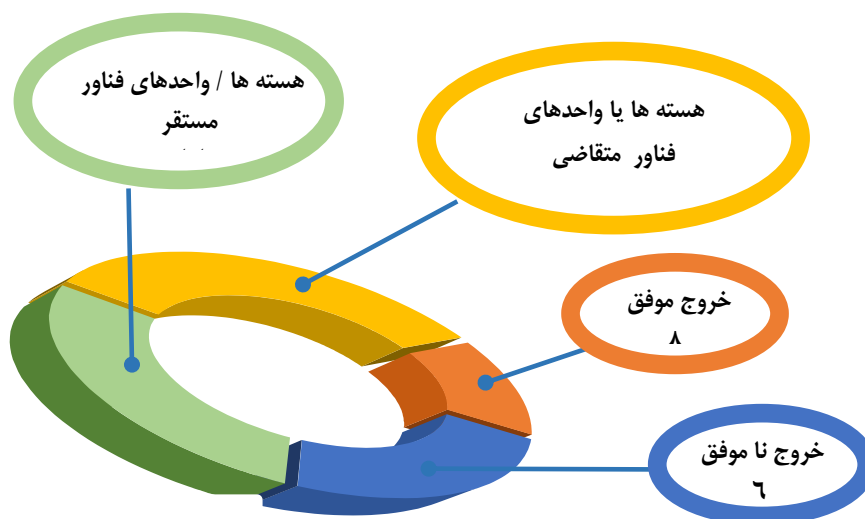 هسته ها / واحدهای فناور
مستقر
هسته ها یا واحدهای
فناور متقاضی
خروج موفق
۸
خروج نا موفق
٦